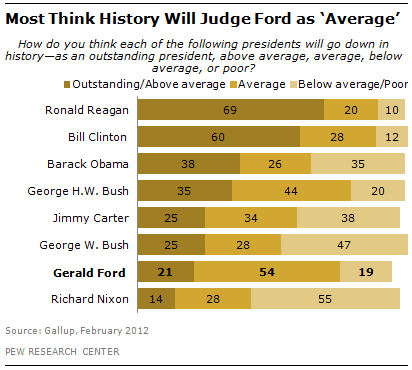 Most Think History Will Judge Ford as ‘Average’
How do you think each of the following presidents will go down in
history—as an outstanding president, above average, average, below
average, or poor?
Outstanding/Above average Average Below average/Poor
Ronald Reagan 69 20 10
Bill Clinton 60 28 12
Barack Obama 38 26 35
George H.W. Bush 35 44 20
Jimmy Carter 25 34 38
George W. Bush 25 28 47
Gerald Ford 21 54 19
Richard Nixon 14 28 55
Source: Gallup, February 2012
PEW RESEARCH CENTER